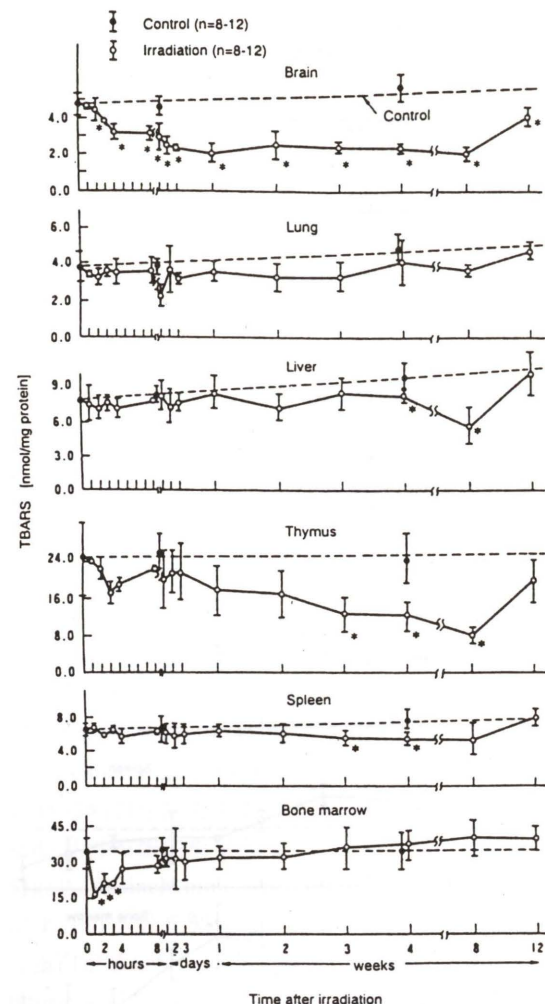 Control (n=8-12)
Irradiation (n=8-12)
Brain
Control
4.0
2.0
0.0
Lung
6.0
4.0
2.0
0.0
Liver
9.0
6.0
3.0
0.0
TBARS [nmol/mg protein]
Thymus
24.0
16.0
8.0
0.0
Spleen
8.0
6.0
0.0
Bone marrow
45.0
30.0
15.0
0.0
0 2 4 8 1 2 3 1 2 3 4 8 12
hours days weeks
Time after irradiation